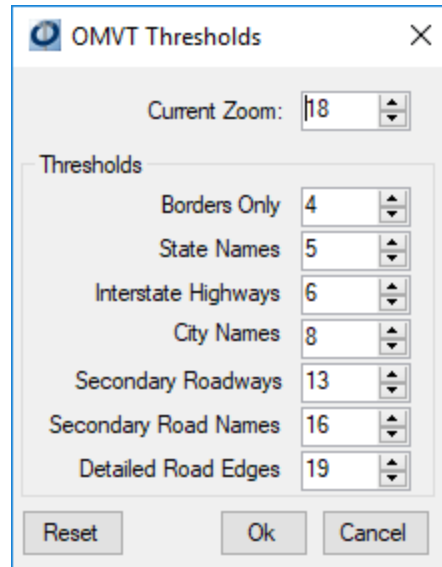 OMVT Thresholds
Current Zoom: 18
Thresholds
Borders Only 4
State Names 5
Interstate Highways 6
City Names 8
Secondary Roadways 13
Secondary Road Names 16
Detailed Road Edges 19
Reset Ok Cancel